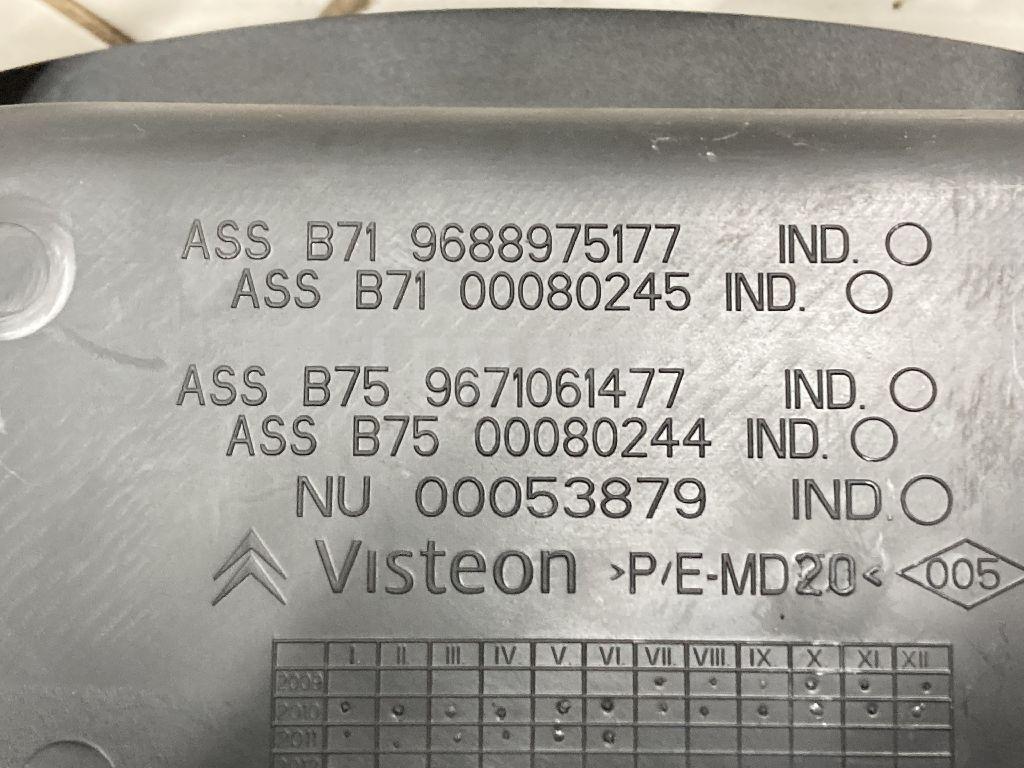 ASS B71 9688975177 IND. O
ASS B71 00080245 IND. O
ASS B75 9671061477 IND. O
ASS B75 00080244 IND. O
NU 00053879 IND. O
Visteon >P/E-MD20< 005
I. II. III. IV. V. VI. VII. VIII. IX. X. XI. XII
2009
2010
2011